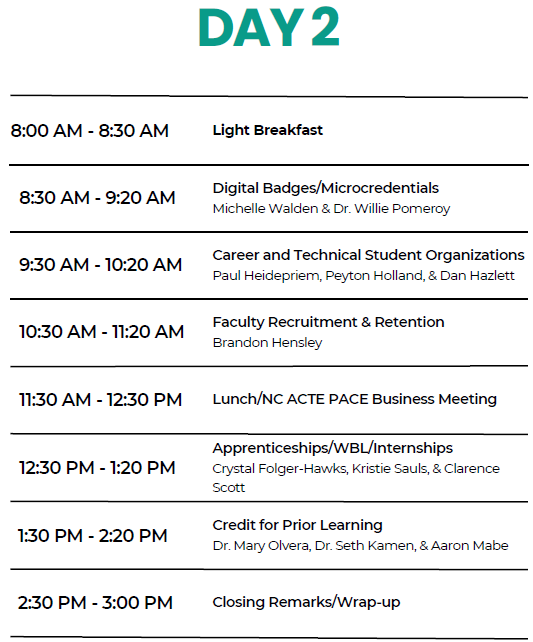 DAY 2
8:00 AM - 8:30 AM
Light Breakfast
8:30 AM - 9:20 AM
Digital Badges/Microcredentials
Michelle Walden & Dr. Willie Pomeroy
9:30 AM - 10:20 AM
Career and Technical Student Organizations
Paul Heidepriem, Peyton Holland, & Dan Hazlett
10:30 AM - 11:20 AM
Faculty Recruitment & Retention
Brandon Hensley
11:30 AM - 12:30 PM
Lunch/NC ACTE PACE Business Meeting
12:30 PM - 1:20 PM
Apprenticeships/WBL/Internships
Crystal Folger-Hawks, Kristie Sauls, & Clarence
Scott
1:30 PM - 2:20 PM
Credit for Prior Learning
Dr. Mary Olvera, Dr. Seth Kamen, & Aaron Mabe
2:30 PM - 3:00 PM
Closing Remarks/Wrap-up